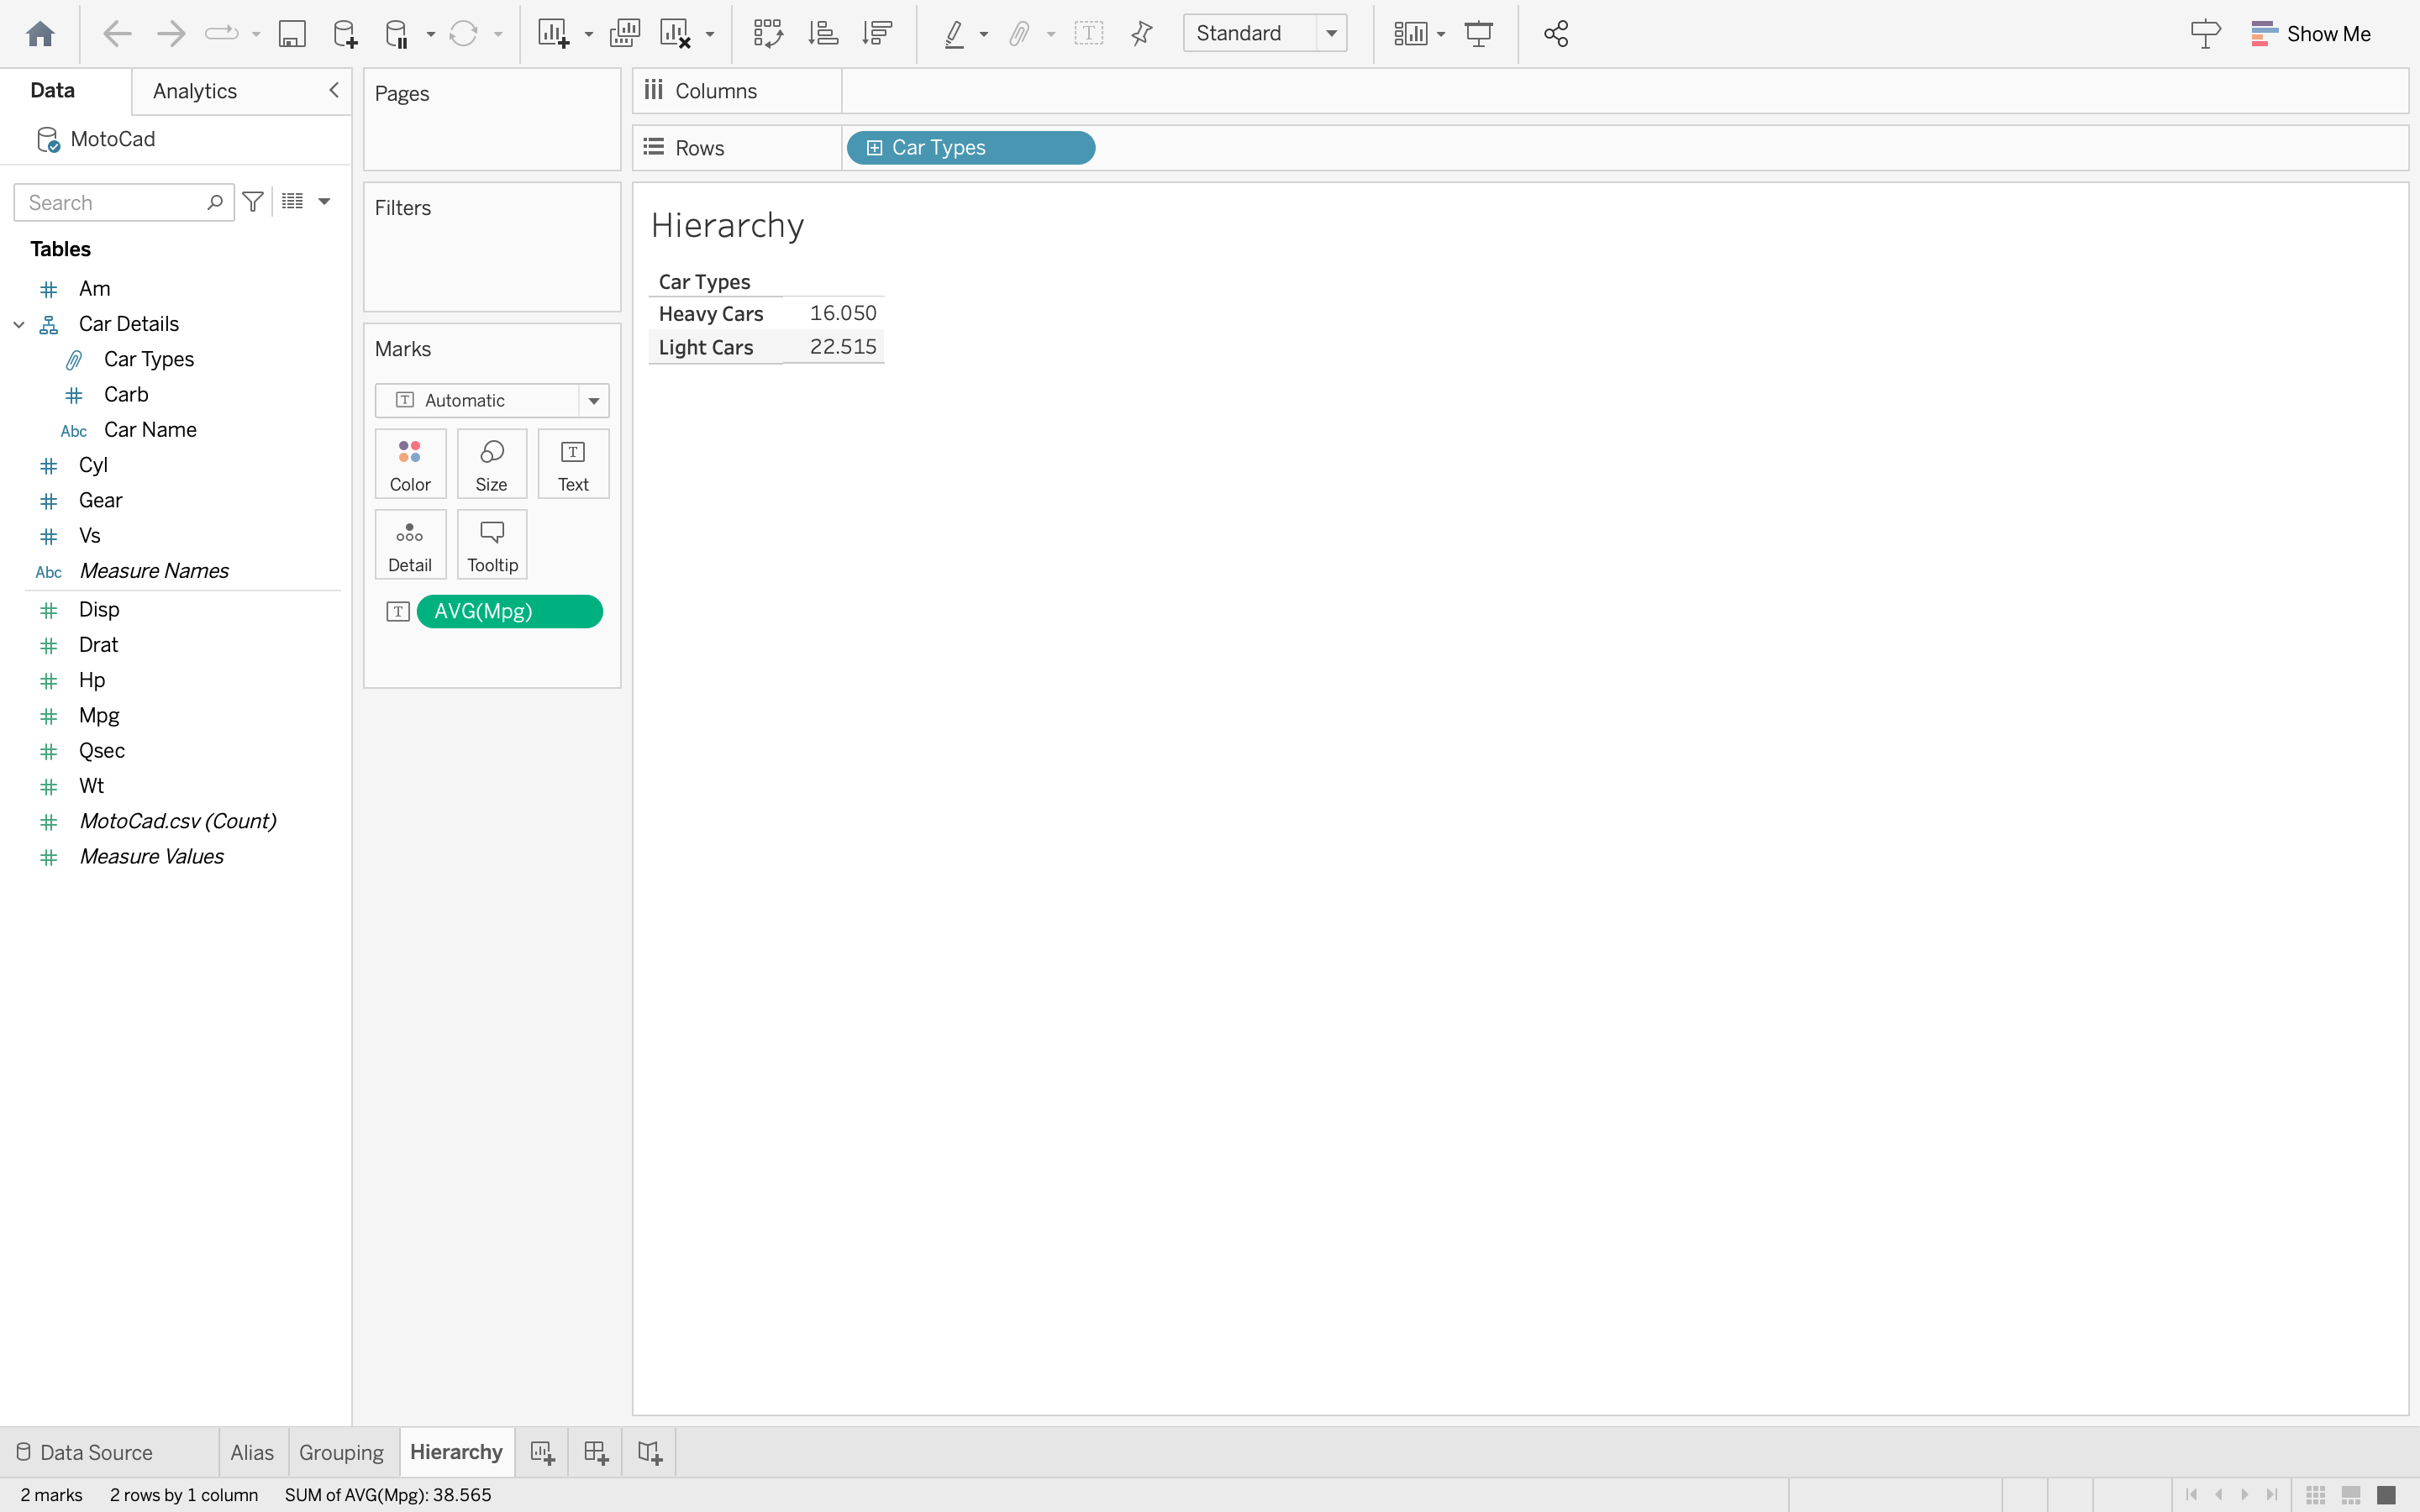 Standard
Show Me
Data
Analytics
MotoCad
Search
Tables
# Am
Car Details
Car Types
# Carb
Abc Car Name
# Cyl
# Gear
# Vs
Abc Measure Names
# Disp
# Drat
# Hp
# Mpg
# Qsec
# Wt
# MotoCad.csv (Count)
# Measure Values
Pages
Filters
Marks
T Automatic
Color
Size
T
Text
Detail
Tooltip
T AVG(Mpg)
Columns
Rows
Car Types
Hierarchy
Car Types
Heavy Cars 16.050
Light Cars 22.515
Data Source
Alias
Grouping
Hierarchy
2 marks
2 rows by 1 column
SUM of AVG(Mpg): 38.565